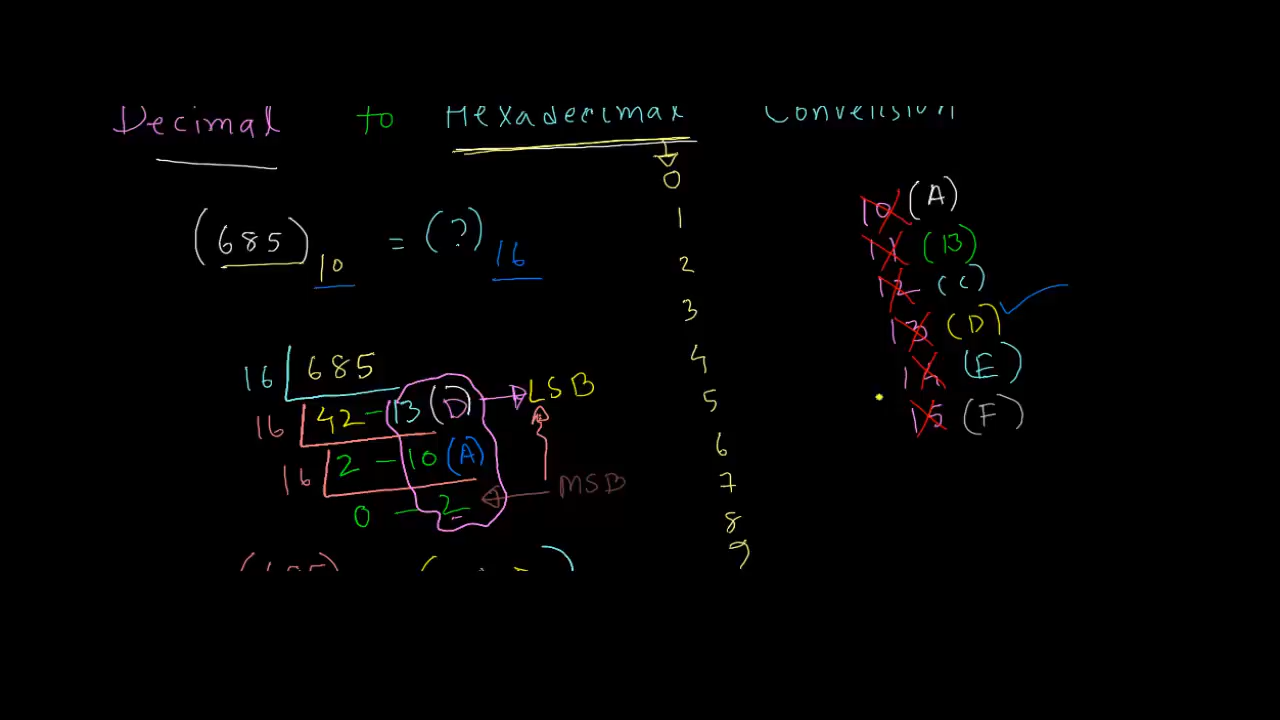 Decimal to Hexadecimal Conversion
(685)10 = (?)16
0
1
2
3
4
5
6
7
8
9
10 (A)
11 (B)
12 (C)
13 (D)
14 (E)
15 (F)
16 685
16 42 - 13 (D) LSB
16 2 - 10 (A)
0 - 2 MSB